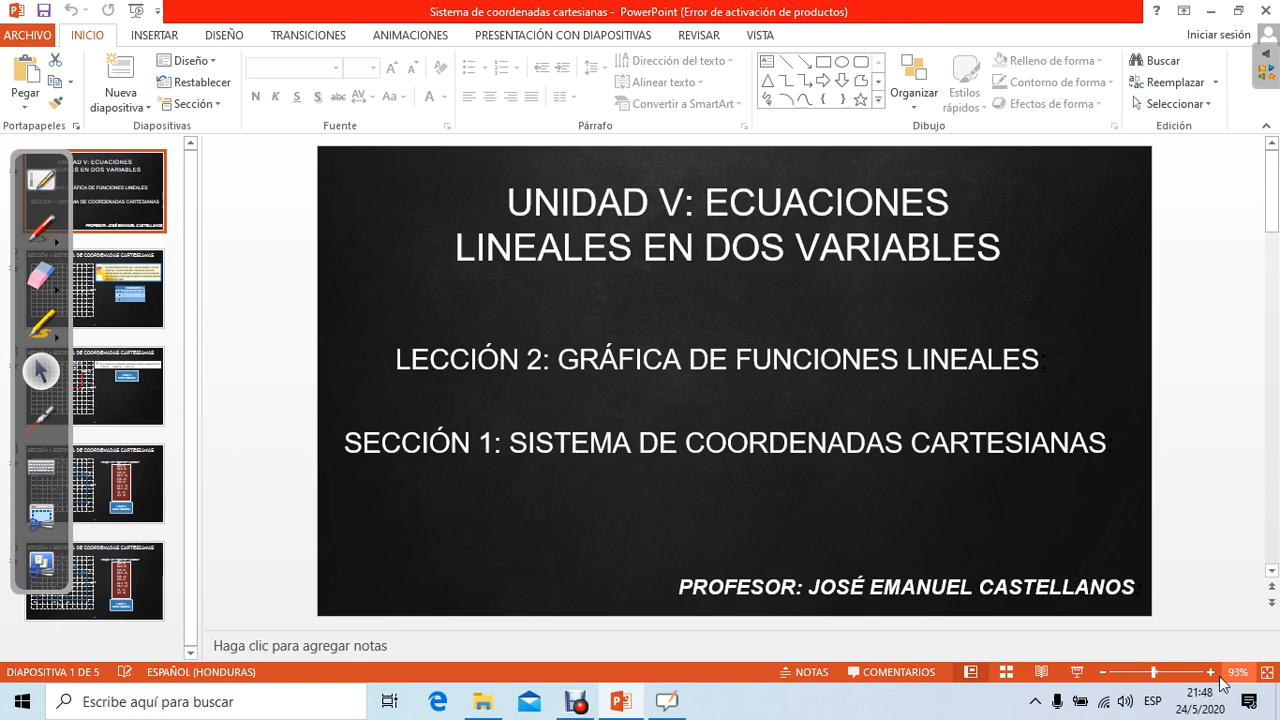 Sistema de coordenadas cartesianas - PowerPoint (Error de activación de productos)
ARCHIVO INICIO INSERTAR DISEÑO TRANSICIONES ANIMACIONES PRESENTACIÓN CON DIAPOSITIVAS REVISAR VISTA Iniciar sesión
Pegar
Nueva diapositiva
Diseño
Restablecer
Sección
N K S S abc AV Aa A
Dirección del texto
Alinear texto
Convertir a SmartArt
Organizar
Estilos rápidos
Relleno de forma
Contorno de forma
Efectos de forma
Buscar
Reemplazar
Seleccionar
Portapapeles Diapositivas Fuente Párrafo Dibujo Edición
UNIDAD V: ECUACIONES
LINEALES EN DOS VARIABLES
LECCIÓN 2: GRÁFICA DE FUNCIONES LINEALES
SECCIÓN 1: SISTEMA DE COORDENADAS CARTESIANAS
PROFESOR: JOSÉ EMANUEL CASTELLANOS
Haga clic para agregar notas
DIAPOSITIVA 1 DE 5 ESPAÑOL (HONDURAS) NOTAS COMENTARIOS 93%
Escribe aquí para buscar
ESP
21:48
24/5/2020